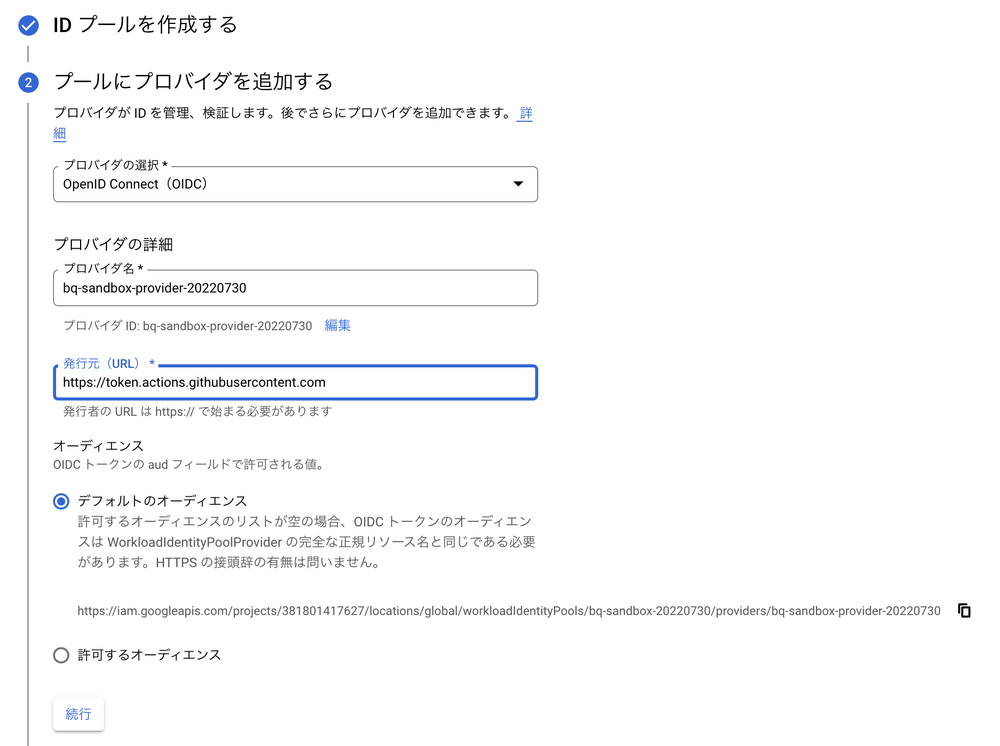 ID プールを作成する
2 プールにプロバイダを追加する
プロバイダが ID を管理、検証します。後でさらにプロバイダを追加できます。 詳
細
プロバイダの選択 *
OpenID Connect（OIDC）
プロバイダの詳細
プロバイダ名 *
bq-sandbox-provider-20220730
プロバイダ ID: bq-sandbox-provider-20220730 編集
発行元（URL） *
https://token.actions.githubusercontent.com
発行者の URL は https:// で始まる必要があります
オーディエンス
OIDC トークンの aud フィールドで許可される値。
デフォルトのオーディエンス
許可するオーディエンスのリストが空の場合、OIDC トークンのオーディエン
スは WorkloadIdentityPoolProvider の完全な正規リソース名と同じである必要
があります。HTTPS の接頭辞の有無は問いません。
https://iam.googleapis.com/projects/381801417627/locations/global/workloadIdentityPools/bq-sandbox-20220730/providers/bq-sandbox-provider-20220730
許可するオーディエンス
続行